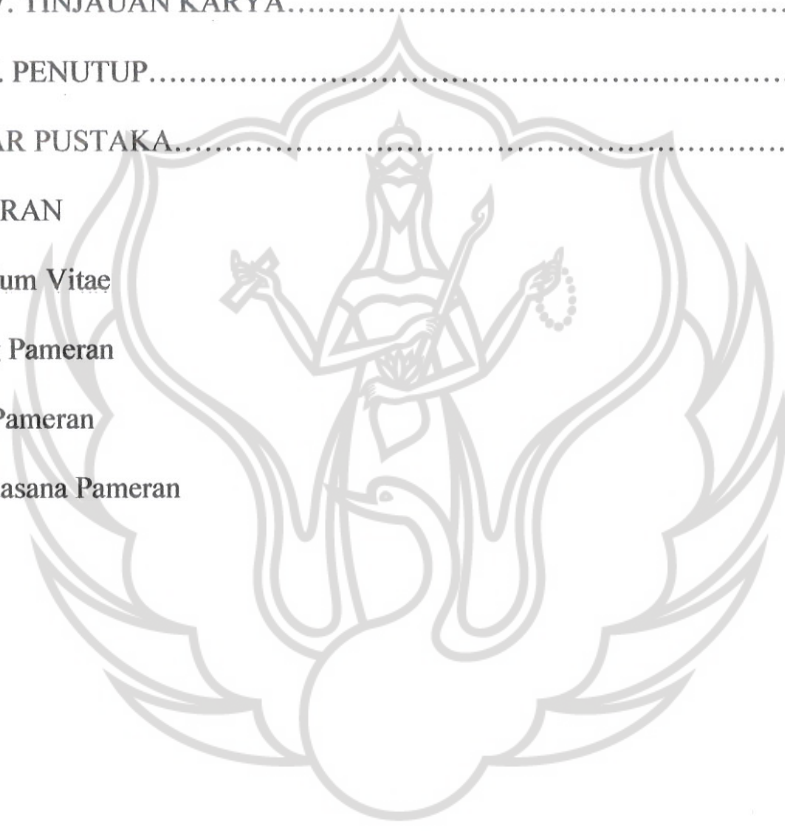 . TINJAUAN KARYA......................................................
. PENUTUP...............................................................
AR PUSTAKA.............................................................
RAN
um Vitae
Pameran
Pameran
asana Pameran